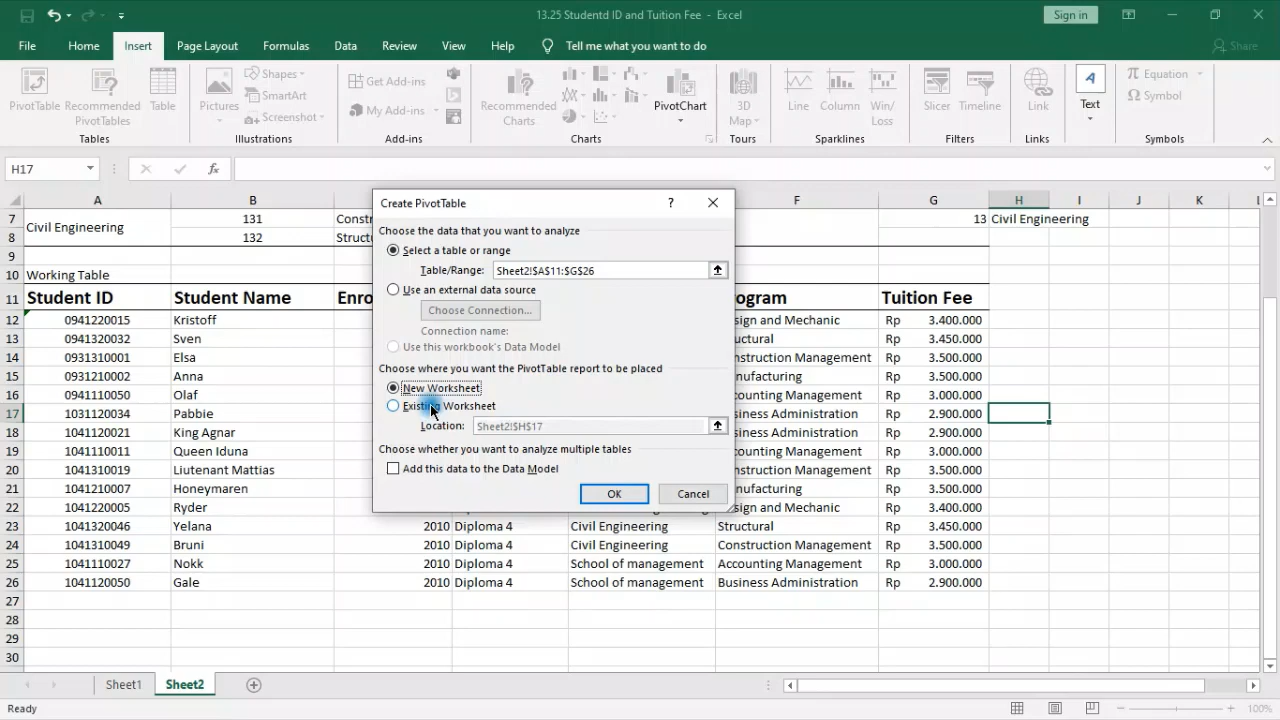 13.25 Studentd ID and Tuition Fee - Excel
Sign in
File Home Insert Page Layout Formulas Data Review View Help Tell me what you want to do Share
PivotTable Recommended PivotTables Table
Tables
Pictures Shapes SmartArt Screenshot
Illustrations
Get Add-ins
My Add-ins
Add-ins
Recommended Charts PivotChart
Charts
3D Map
Tours
Line Column Win/Loss
Sparklines
Slicer Timeline
Filters
Link
Links
Text
Equation
Symbol
Symbols
H17 fx
A B F G H I J K L
7 Civil Engineering 131 Const 13 Civil Engineering
8 132 Struct
9
10 Working Table
11 Student ID Student Name Enro ogram Tuition Fee
12 0941220015 Kristoff sign and Mechanic Rp 3.400.000
13 0941320032 Sven uctural Rp 3.450.000
14 0931310001 Elsa nstruction Management Rp 3.500.000
15 0931210002 Anna nufacturing Rp 3.500.000
16 0941110050 Olaf counting Management Rp 3.000.000
17 1031120034 Pabbie siness Administration Rp 2.900.000
18 1041120021 King Agnar siness Administration Rp 2.900.000
19 1041110011 Queen Iduna counting Management Rp 3.000.000
20 1041310019 Liutenant Mattias nstruction Management Rp 3.500.000
21 1041210007 Honeymaren nufacturing Rp 3.500.000
22 1041220005 Ryder sign and Mechanic Rp 3.400.000
23 1041320046 Yelana 2010 Diploma 4 Civil Engineering Structural Rp 3.450.000
24 1041310049 Bruni 2010 Diploma 4 Civil Engineering Construction Management Rp 3.500.000
25 1041110027 Nokk 2010 Diploma 4 School of management Accounting Management Rp 3.000.000
26 1041120050 Gale 2010 Diploma 4 School of management Business Administration Rp 2.900.000
27
28
29
30
Create PivotTable ?
Choose the data that you want to analyze
Select a table or range
Table/Range: Sheet2!$A$11:$G$26
Use an external data source
Choose Connection...
Connection name:
Use this workbook's Data Model
Choose where you want the PivotTable report to be placed
New Worksheet
Existing Worksheet
Location: Sheet2!$H$17
Choose whether you want to analyze multiple tables
Add this data to the Data Model
OK Cancel
Sheet1 Sheet2
Ready 100%